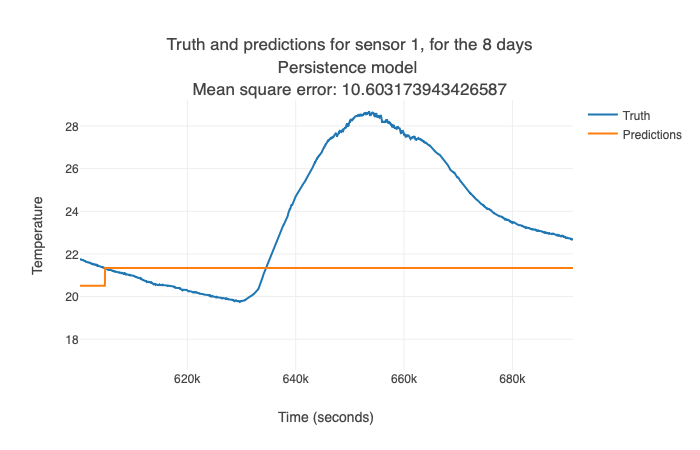 Truth and predictions for sensor 1, for the 8 days
Persistence model
Mean square error: 10.603173943426587
Truth
Predictions
28
26
24
22
20
18
Temperature
620k
640k
660k
680k
Time (seconds)